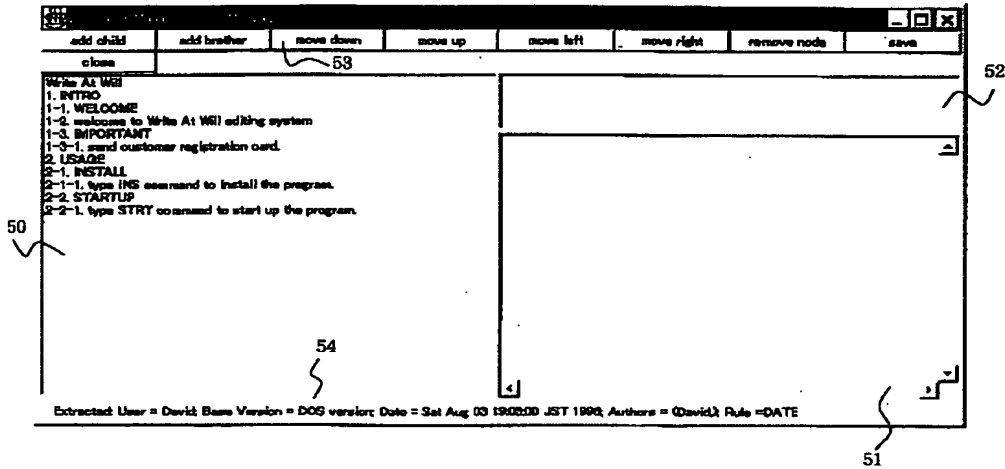 add child add brother move down move up move left move right remove node save
close
53
52
Write At Will
1. INTRO
1-1. WELCOME
1-2. welcome to Write At Will editing system
1-3. IMPORTANT
1-3-1. send customer registration card.
2. USAGE
2-1. INSTALL
2-1-1. type INS command to install the program.
2-2. STARTUP
2-2-1. type STRY command to start up the program.
50
54
Extracted: User = David; Base Version = DOS version; Date = Sat Aug 03 19:03:00 JST 1996; Authors = (David,); Rule =DATE
51